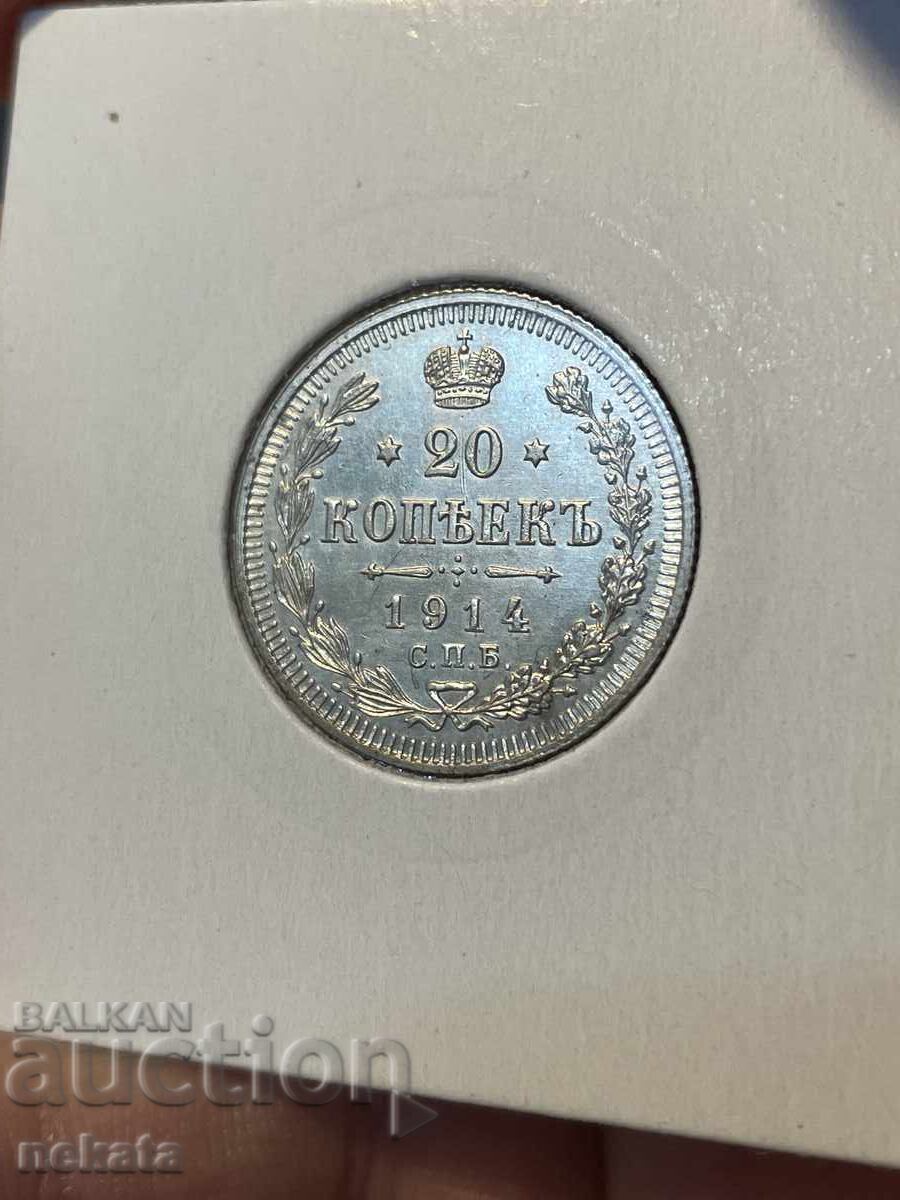 20
КОПѢЕКЪ
1914
С.П.Б.
BALKAN
auction
nekata